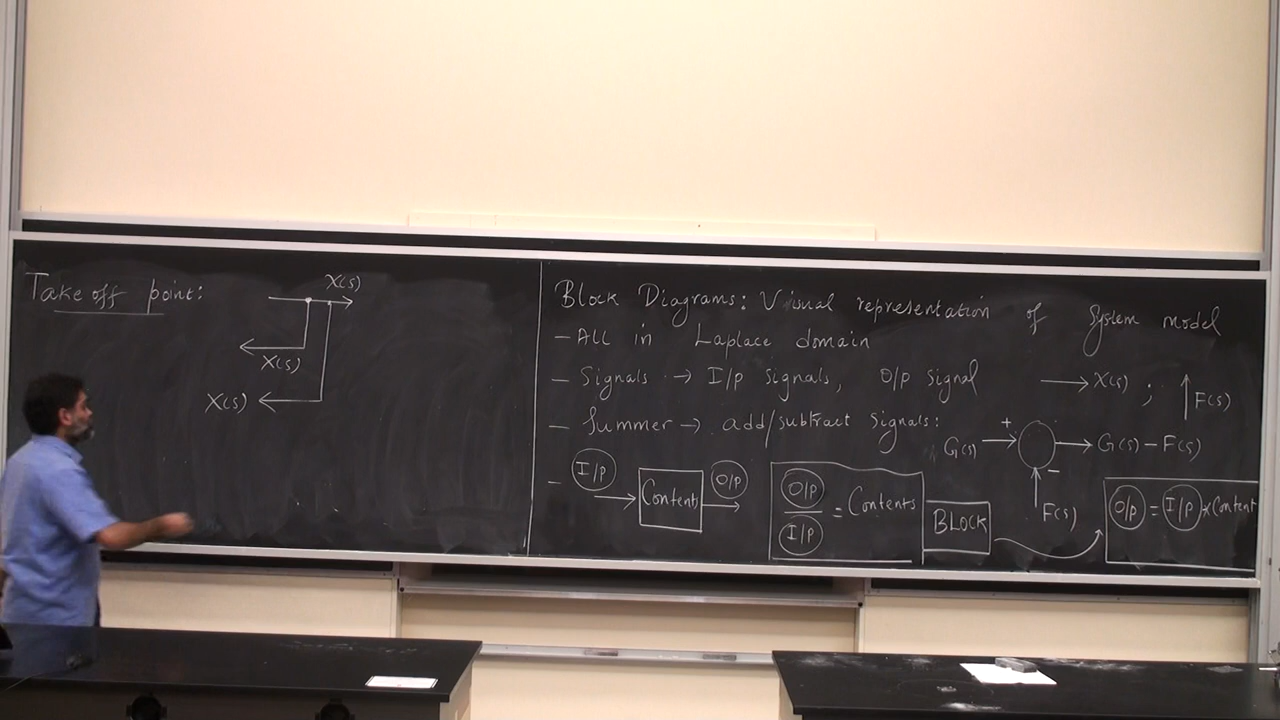 Take off point:
X(s)
X(s)
X(s)
Block Diagrams: Visual representation of System model
- All in Laplace domain
- Signals → I/p signals, O/p signal → X(s) ; ↑ F(s)
- Summer → add/subtract signals: G(s) + → G(s) - F(s)
-
F(s)
- I/p → Contents O/p →
O/p / I/p = Contents
BLOCK
O/p = I/p * Content